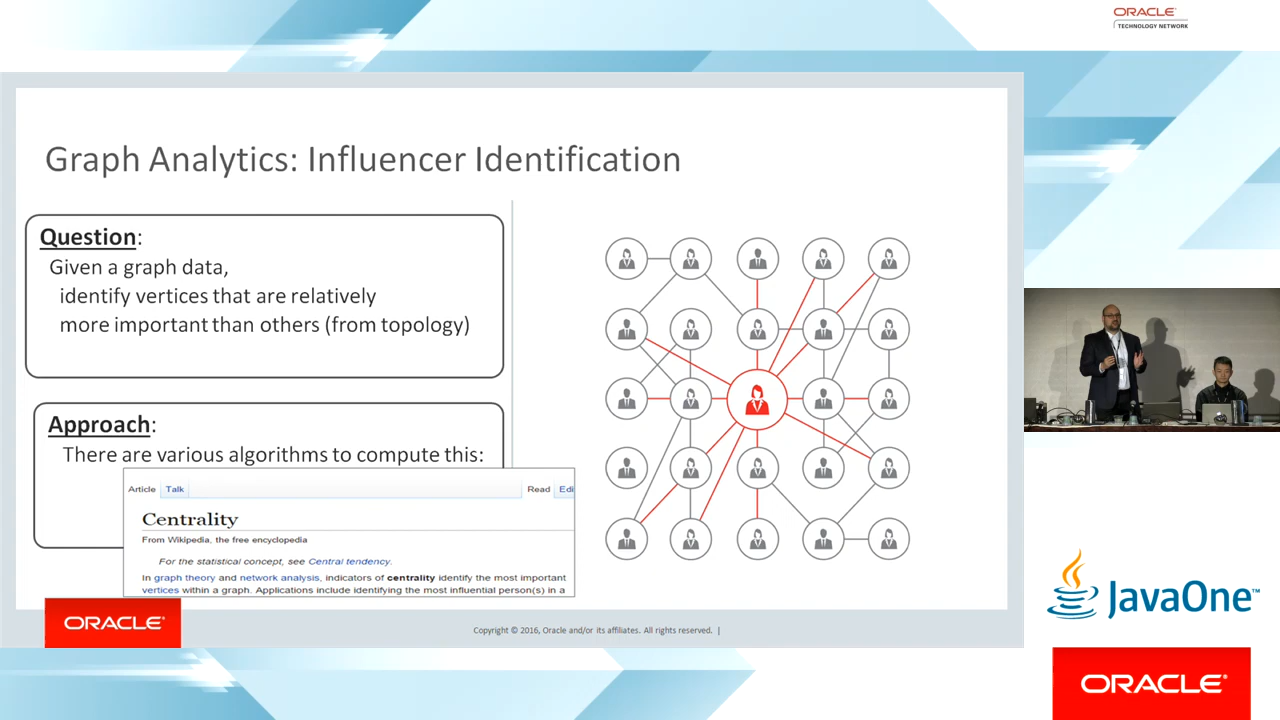 ORACLE
TECHNOLOGY NETWORK
Graph Analytics: Influencer Identification
Question:
Given a graph data,
identify vertices that are relatively
more important than others (from topology)
Approach:
There are various algorithms to compute this:
Article Talk Read Edi
Centrality
From Wikipedia, the free encyclopedia
For the statistical concept, see Central tendency.
In graph theory and network analysis, indicators of centrality identify the most important
vertices within a graph. Applications include identifying the most influential person(s) in a
ORACLE
Copyright © 2016, Oracle and/or its affiliates. All rights reserved. |
JavaOne™
ORACLE